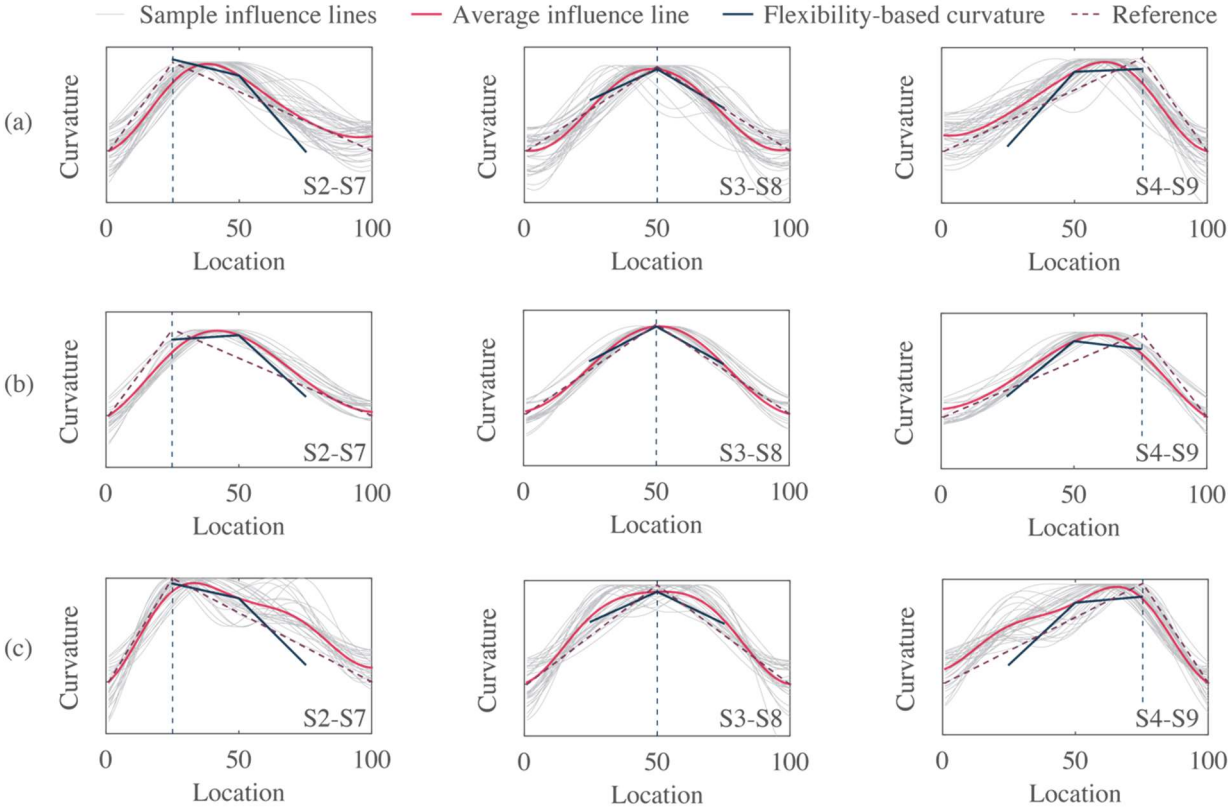 Sample influence lines Average influence line Flexibility-based curvature Reference
(a)
Curvature Curvature Curvature
S2-S7 S3-S8 S4-S9
0 50 100 0 50 100 0 50 100
Location Location Location
(b)
Curvature Curvature Curvature
S2-S7 S3-S8 S4-S9
0 50 100 0 50 100 0 50 100
Location Location Location
(c)
Curvature Curvature Curvature
S2-S7 S3-S8 S4-S9
0 50 100 0 50 100 0 50 100
Location Location Location